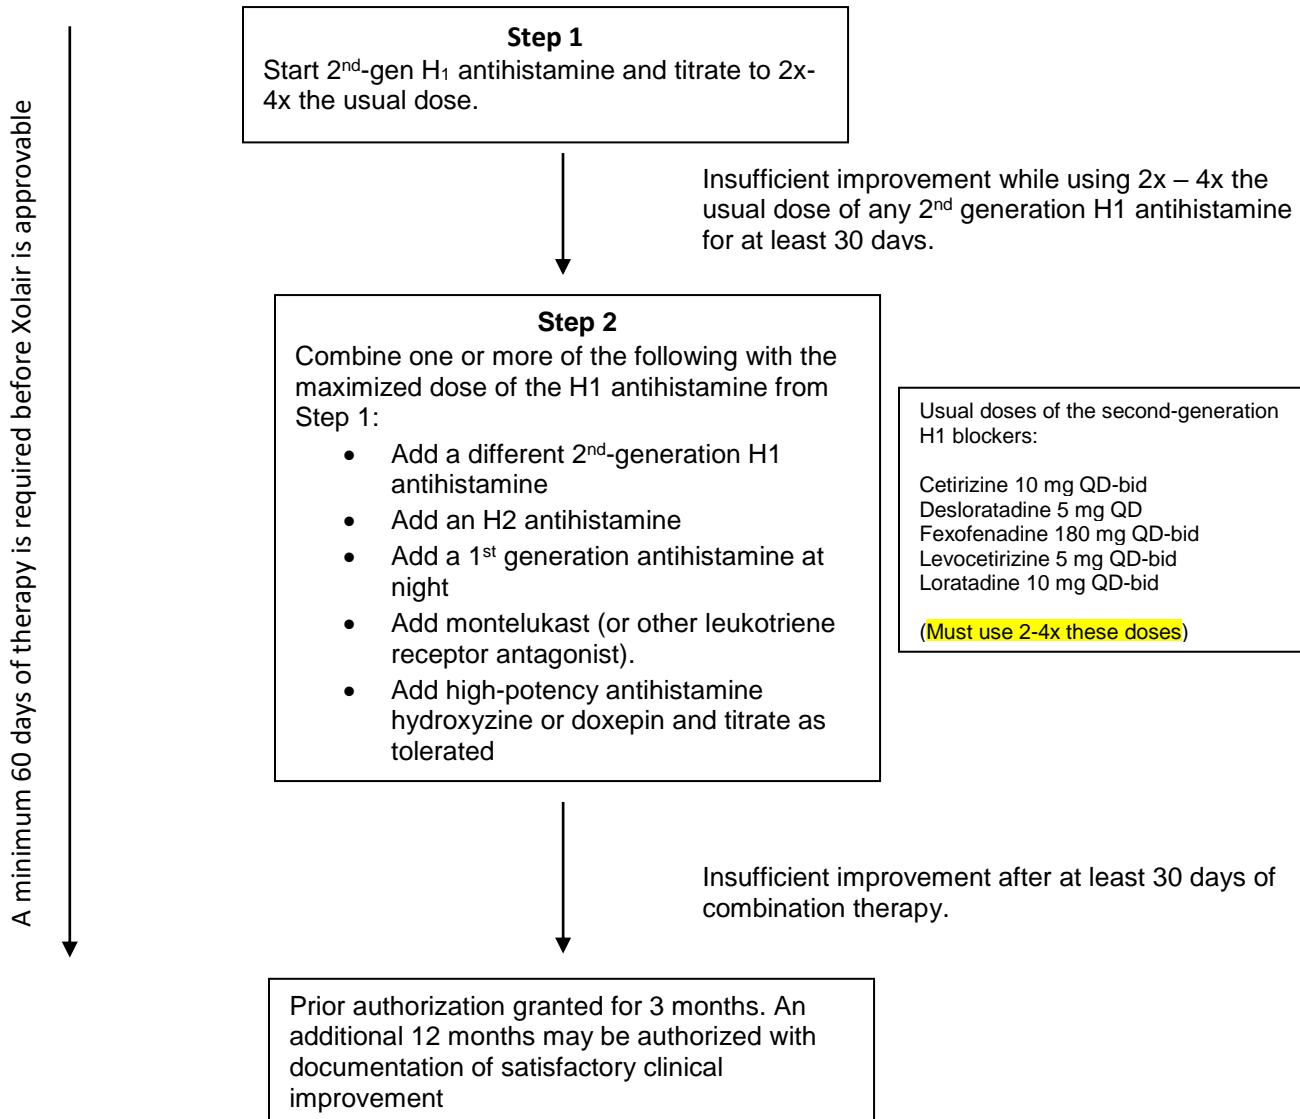 A minimum 60 days of therapy is required before Xolair is approvable
Step 1
Start 2nd-gen H1 antihistamine and titrate to 2x-
4x the usual dose.
Insufficient improvement while using 2x – 4x the
usual dose of any 2nd generation H1 antihistamine
for at least 30 days.
Step 2
Combine one or more of the following with the
maximized dose of the H1 antihistamine from
Step 1:
• Add a different 2nd-generation H1
antihistamine
• Add an H2 antihistamine
• Add a 1st generation antihistamine at
night
• Add montelukast (or other leukotriene
receptor antagonist).
• Add high-potency antihistamine
hydroxyzine or doxepin and titrate as
tolerated
Usual doses of the second-generation
H1 blockers:
Cetirizine 10 mg QD-bid
Desloratadine 5 mg QD
Fexofenadine 180 mg QD-bid
Levocetirizine 5 mg QD-bid
Loratadine 10 mg QD-bid
(Must use 2-4x these doses)
Insufficient improvement after at least 30 days of
combination therapy.
Prior authorization granted for 3 months. An
additional 12 months may be authorized with
documentation of satisfactory clinical
improvement